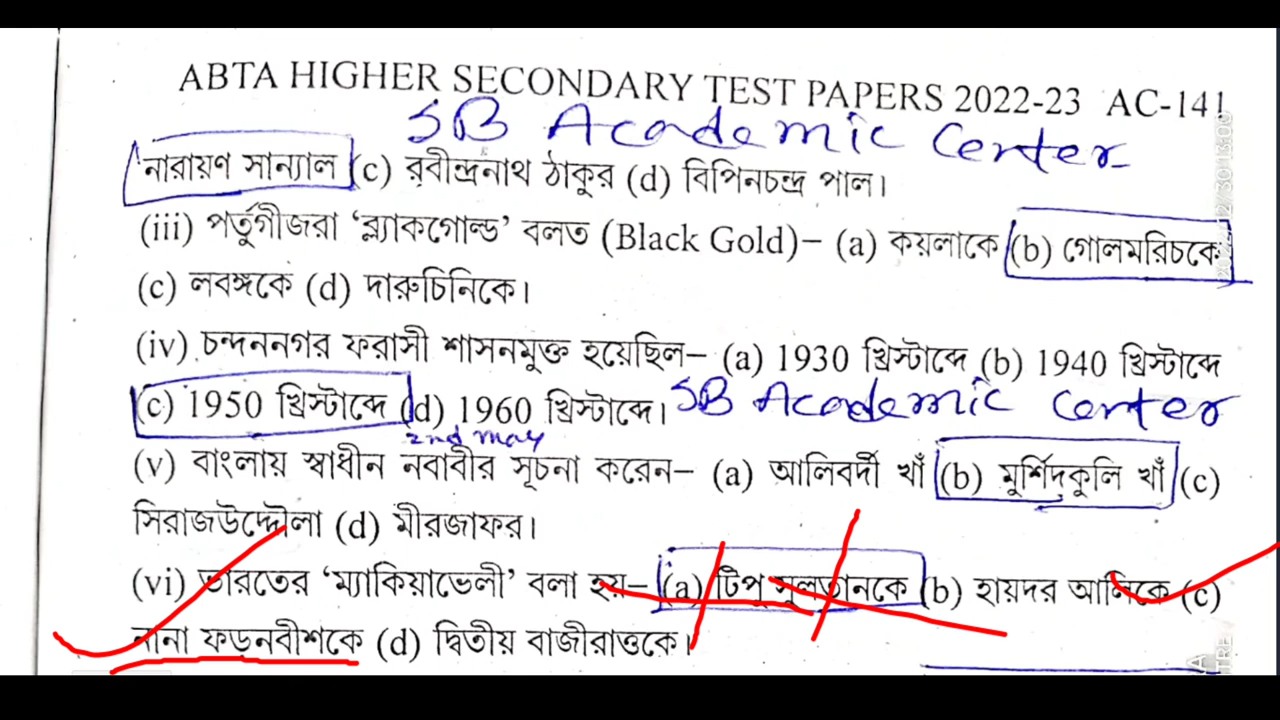 ABTA HIGHER SECONDARY TEST PAPERS 2022-23 AC-141
SB Academic Center
নারায়ণ সান্যাল (c) রবীন্দ্রনাথ ঠাকুর (d) বিপিনচন্দ্র পাল।
(iii) পর্তুগীজরা ‘ব্ল্যাকগোল্ড’ বলত (Black Gold)– (a) কয়লাকে (b) গোলমরিচকে
(c) লবঙ্গকে (d) দারুচিনিকে।
(iv) চন্দননগর ফরাসী শাসনমুক্ত হয়েছিল– (a) 1930 খ্রিস্টাব্দে (b) 1940 খ্রিস্টাব্দে
(c) 1950 খ্রিস্টাব্দে (d) 1960 খ্রিস্টাব্দে। SB Academic Center
2nd may
(v) বাংলায় স্বাধীন নবাবীর সূচনা করেন– (a) আলিবর্দী খাঁ (b) মুর্শিদকুলি খাঁ (c)
সিরাজউদ্দৌলা (d) মীরজাফর।
(vi) ভারতের ‘ম্যাকিয়াভেলী’ বলা হয়– (a) টিপু সুলতানকে (b) হায়দর আলিকে (c)
নানা ফড়নবীশকে (d) দ্বিতীয় বাজীরাওকে।